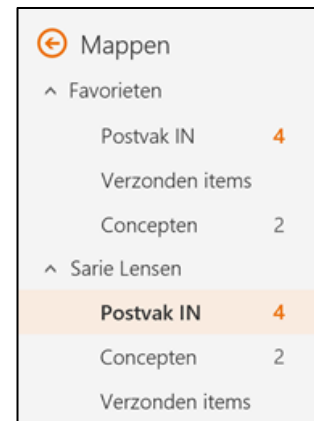 Mappen
Favorieten
Postvak IN 4
Verzonden items
Concepten 2
Sarie Lensen
Postvak IN 4
Concepten 2
Verzonden items